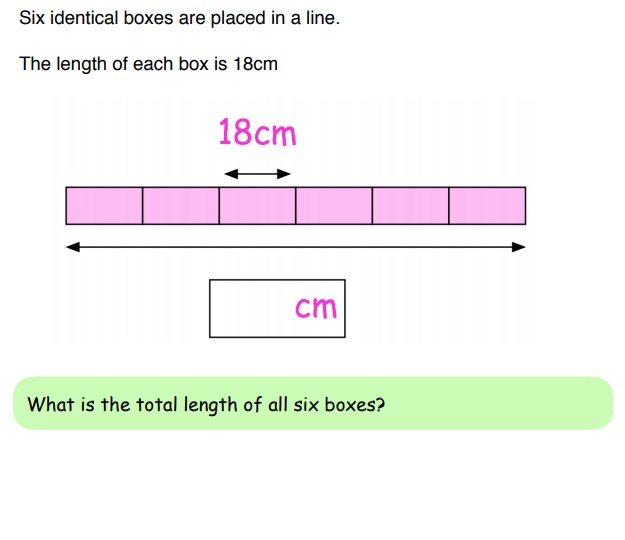 Six identical boxes are placed in a line.
The length of each box is 18cm
18cm
cm
What is the total length of all six boxes?